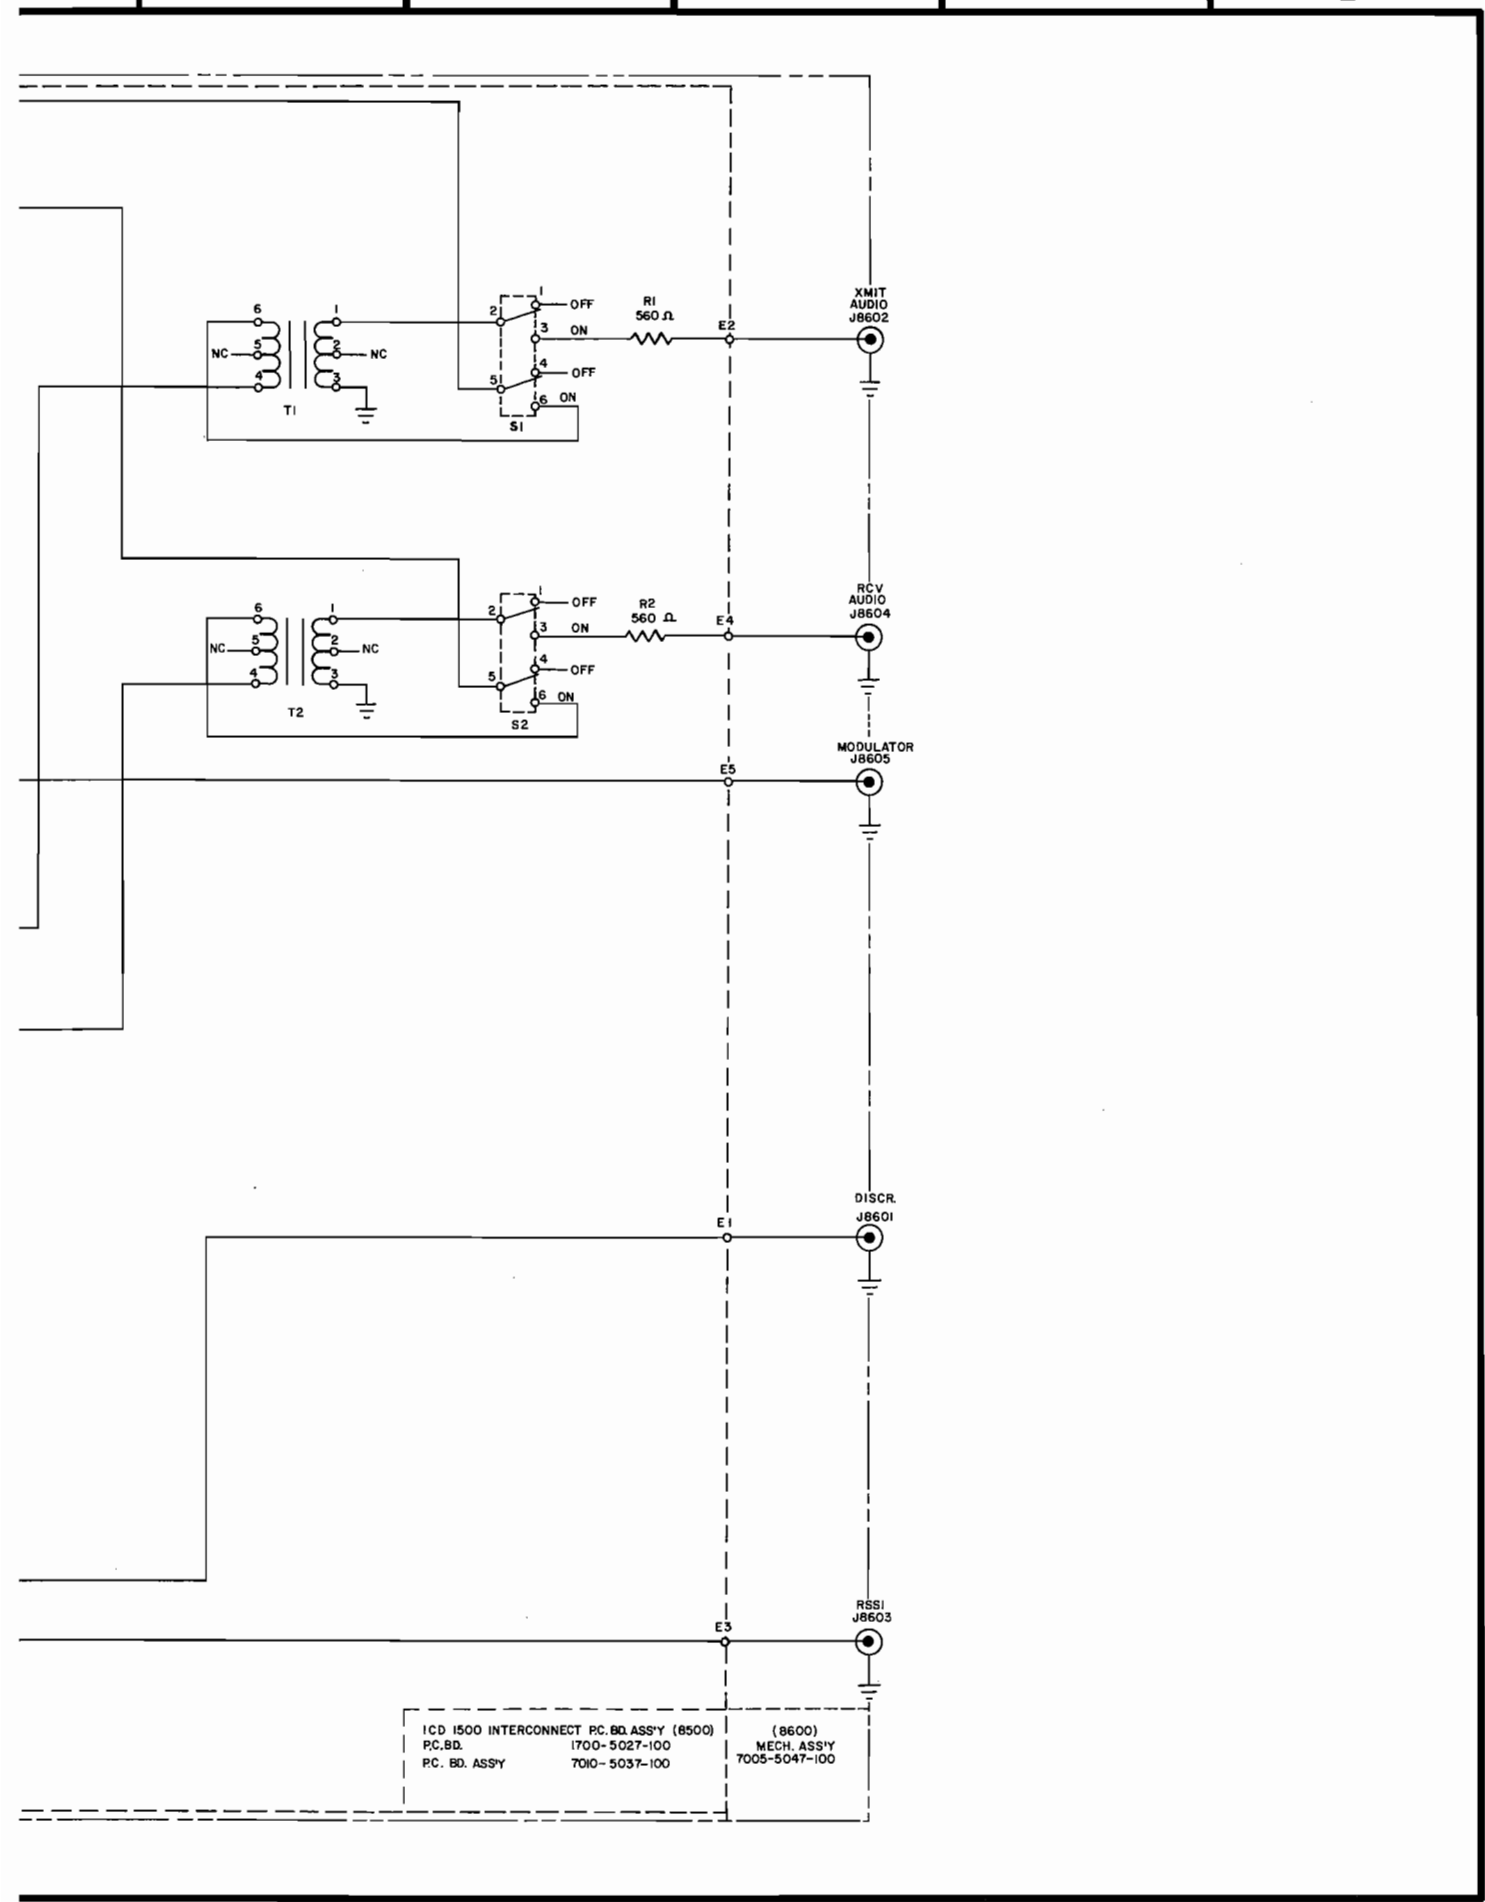 XMIT
AUDIO
J8602
6
1
2
1
OFF
R1
560 Ω
E2
3
ON
NC
5
2
NC
4
OFF
4
3
5
6
ON
T1
S1
RCV
AUDIO
J8604
6
1
2
1
OFF
R2
560 Ω
E4
3
ON
NC
5
2
NC
4
OFF
4
3
5
6
ON
T2
S2
MODULATOR
J8605
E5
DISCR.
J8601
E1
RSSI
J8603
E3
ICD 1500 INTERCONNECT P.C. BD. ASS'Y (8500)
P.C.BD. 1700-5027-100
P.C. BD. ASS'Y 7010-5037-100
(8600)
MECH. ASS'Y
7005-5047-100